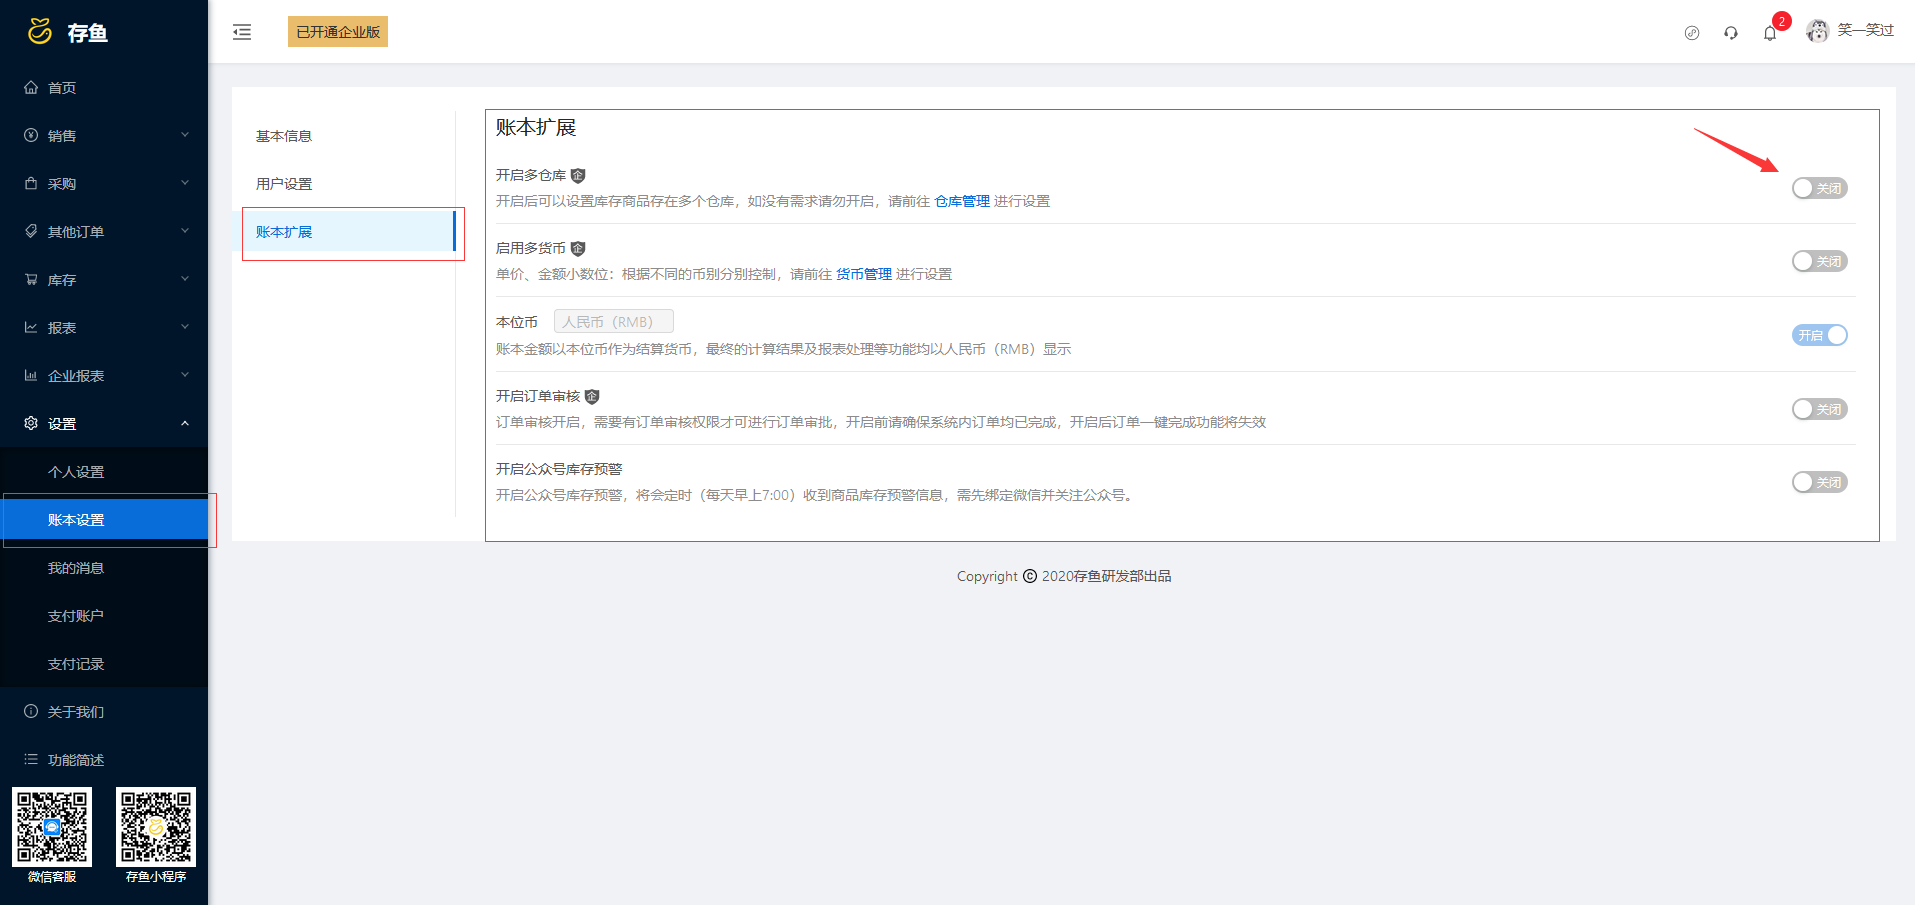 存鱼
首页
销售
采购
其他订单
库存
报表
企业报表
设置
个人设置
账本设置
我的消息
支付账户
支付记录
关于我们
功能简述
微信客服
存鱼小程序
已开通企业版
2
笑一笑过
基本信息
用户设置
账本扩展
账本扩展
开启多仓库 企
开启后可以设置库存商品存在多个仓库，如没有需求请勿开启，请前往 仓库管理 进行设置
关闭
启用多货币 企
单价、金额小数位：根据不同的币别分别控制，请前往 货币管理 进行设置
关闭
本位币 人民币（RMB）
账本金额以本位币作为结算货币，最终的计算结果及报表处理等功能均以人民币（RMB）显示
开启
开启订单审核 企
订单审核开启，需要有订单审核权限才可进行订单审批，开启前请确保系统内订单均已完成，开启后订单一键完成功能将失效
关闭
开启公众号库存预警
开启公众号库存预警，将会定时（每天早上7:00）收到商品库存预警信息，需先绑定微信并关注公众号。
关闭
Copyright © 2020存鱼研发部出品